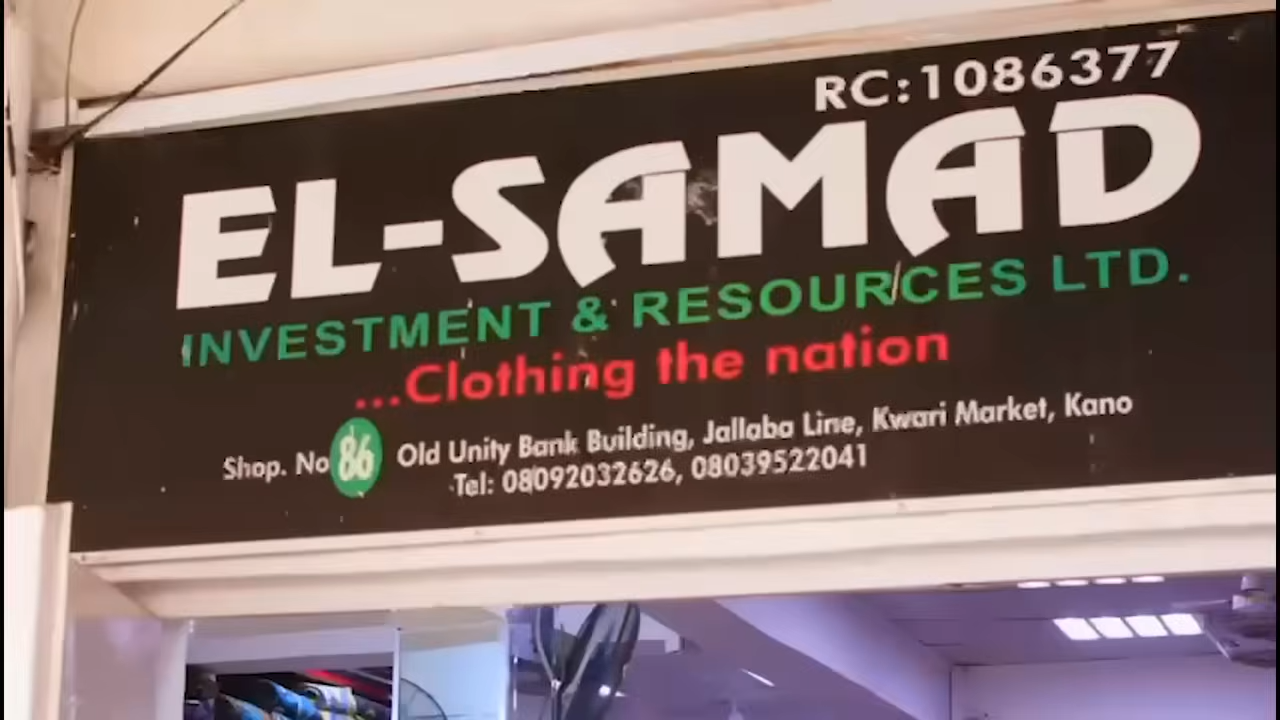 RC:1086377
EL-SAMAD
INVESTMENT & RESOURCES LTD.
...Clothing the nation
Shop. No 86 Old Unity Bank Building, Jallaba Line, Kwari Market, Kano
Tel: 08092032626, 08039522041